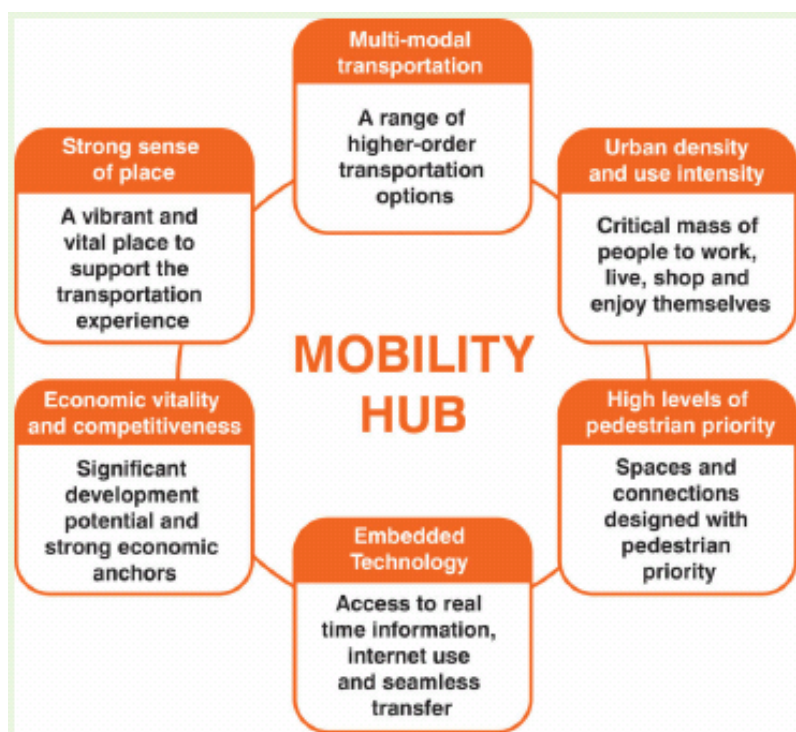 Multi-modal
transportation
A range of
higher-order
transportation
options
Strong sense
of place
A vibrant and
vital place to
support the
transportation
experience
Urban density
and use intensity
Critical mass of
people to work,
live, shop and
enjoy themselves
MOBILITY
HUB
Economic vitality
and competitiveness
Significant
development
potential and
strong economic
anchors
High levels of
pedestrian priority
Spaces and
connections
designed with
pedestrian
priority
Embedded
Technology
Access to real
time information,
internet use
and seamless
transfer